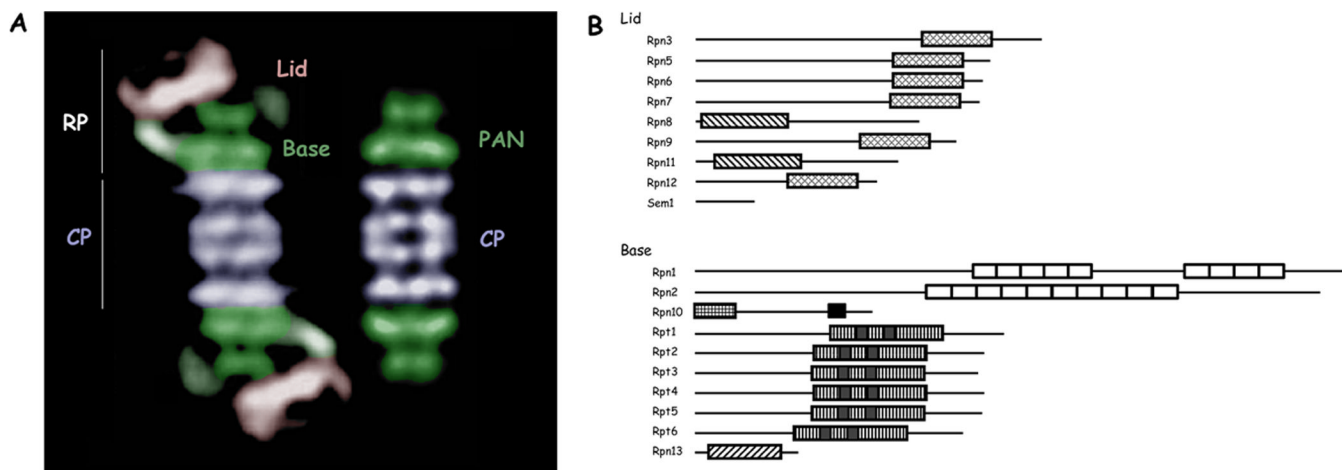 A
RP
Lid
Base
PAN
CP
CP
B
Lid
Rpn3
Rpn5
Rpn6
Rpn7
Rpn8
Rpn9
Rpn11
Rpn12
Sem1
Base
Rpn1
Rpn2
Rpn10
Rpt1
Rpt2
Rpt3
Rpt4
Rpt5
Rpt6
Rpn13